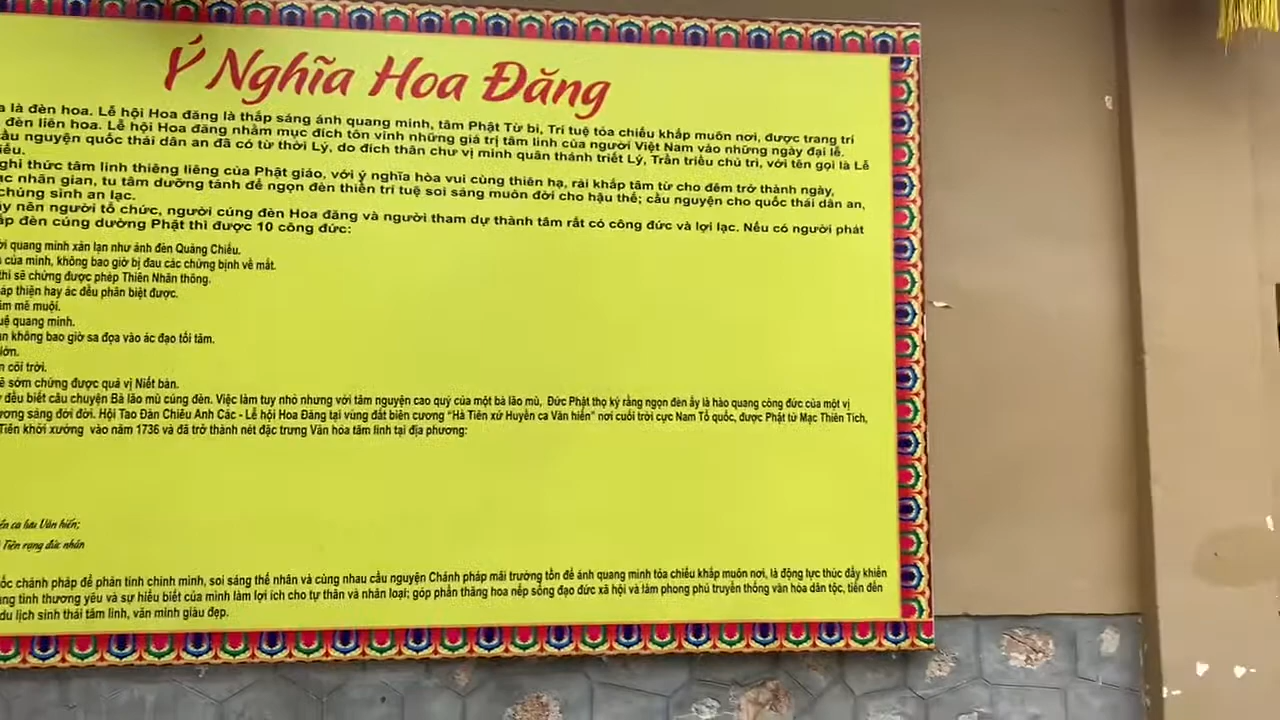 Ý Nghĩa Hoa Đăng
là đèn hoa. Lễ hội Hoa đăng là thắp sáng ánh quang minh, tâm Phật Từ bi, Trí tuệ tỏa chiếu khắp muôn nơi, được trang trí
đèn liên hoa. Lễ hội Hoa đăng nhằm mục đích tôn vinh những giá trị tâm linh của người Việt Nam vào những ngày đại lễ.
cầu nguyện quốc thái dân an đã có từ thời Lý, do đích thân chư vị minh quân thánh triết Lý, Trần triều chủ trì, với tên gọi là Lễ
nghi thức tâm linh thiêng liêng của Phật giáo, với ý nghĩa hòa vui cùng thiên hạ, rải khắp tâm từ cho đêm trở thành ngày,
nhân gian, tu tâm dưỡng tánh để ngọn đèn thiền trí tuệ soi sáng muôn đời cho hậu thế; cầu nguyện cho quốc thái dân an,
chúng sinh an lạc.
nên người tổ chức, người cúng đèn Hoa đăng và người tham dự thành tâm rất có công đức và lợi lạc. Nếu có người phát
đèn cúng dường Phật thì được 10 công đức:
quang minh xán lạn như ánh đèn Quảng Chiếu.
của mình, không bao giờ bị đau các chứng bịnh về mắt.
thì sẽ chứng được phép Thiên Nhãn thông.
thiện hay ác đều phân biệt được.
mê muội.
quang minh.
không bao giờ sa đọa vào ác đạo tối tăm.
lớn.
cõi trời.
sớm chứng được quả vị Niết bàn.
đều biết câu chuyện Bà lão mù cúng đèn. Việc làm tuy nhỏ nhưng với tâm nguyện cao quý của một bà lão mù, Đức Phật thọ ký rằng ngọn đèn ấy là hào quang công đức của một vị
sáng đời đời. Hội Tao Đàn Chiêu Anh Các - Lễ hội Hoa Đăng tại vùng đất biên cương "Hà Tiên xứ Huyền ca Văn hiến" nơi cuối trời cực Nam Tổ quốc, được Phật tử Mạc Thiên Tích,
Tiên khởi xướng vào năm 1736 và đã trở thành nét đặc trưng Văn hóa tâm linh tại địa phương:
ca lưu Văn hiến;
Tiên rạng đức nhân
chánh pháp để phản tỉnh chính mình, soi sáng thế nhân và cùng nhau cầu nguyện Chánh pháp mãi trường tồn để ánh quang minh tỏa chiếu khắp muôn nơi, là động lực thúc đẩy khiến
tình thương yêu và sự hiểu biết của mình làm lợi ích cho tự thân và nhân loại; góp phần thăng hoa nếp sống đạo đức xã hội và làm phong phú truyền thống văn hóa dân tộc, tiến đến
du lịch sinh thái tâm linh, văn minh giàu đẹp.